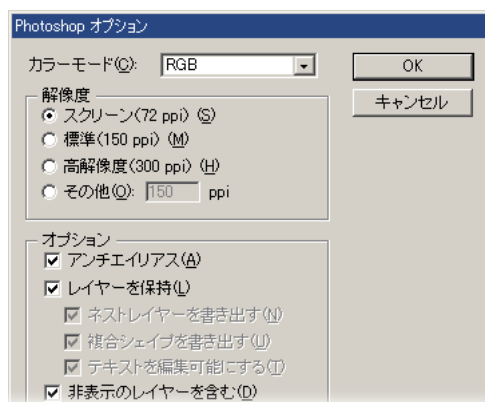 Photoshop オプション
カラーモード(C): RGB
OK
キャンセル
解像度
スクリーン(72 ppi) (S)
標準(150 ppi) (M)
高解像度(300 ppi) (H)
その他(O): 150 ppi
オプション
アンチエイリアス(A)
レイヤーを保持(L)
ネストレイヤーを書き出す(N)
複合シェイプを書き出す(U)
テキストを編集可能にする(T)
非表示のレイヤーを含む(D)